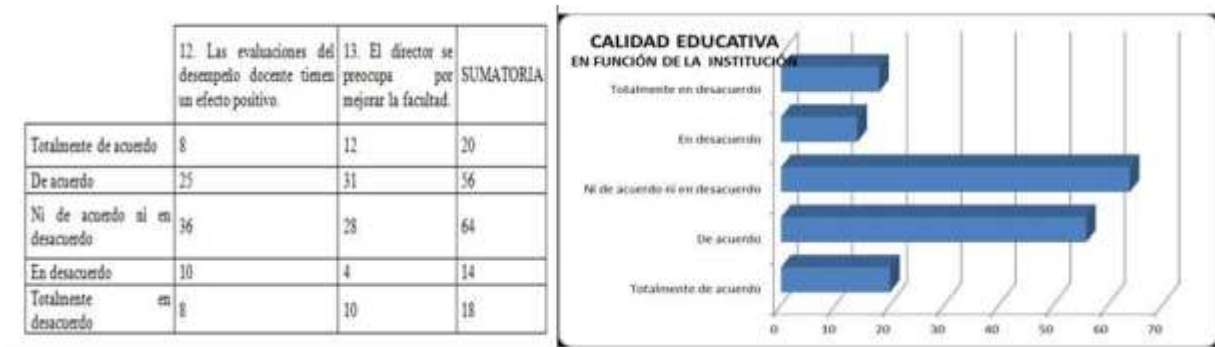 12. Las evaluaciones del
desempeño docente tienen
un efecto positivo.
13. El director se
preocupa por
mejorar la facultad.
SUMATORIA
Totalmente de acuerdo 8 12 20
De acuerdo 25 31 56
Ni de acuerdo ni en
desacuerdo 36 28 64
En desacuerdo 10 4 14
Totalmente en
desacuerdo 8 10 18
CALIDAD EDUCATIVA
EN FUNCIÓN DE LA INSTITUCIÓN
Totalmente en desacuerdo
En desacuerdo
Ni de acuerdo ni en desacuerdo
De acuerdo
Totalmente de acuerdo
0 10 20 30 40 50 60 70